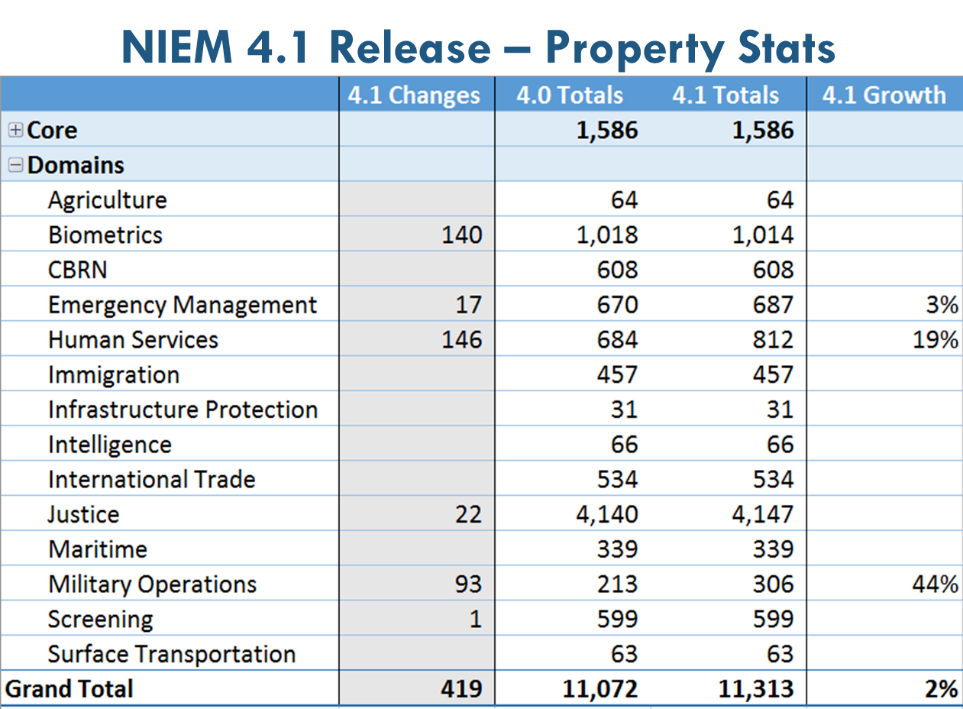 NIEM 4.1 Release – Property Stats
4.1 Changes 4.0 Totals 4.1 Totals 4.1 Growth
Core 1,586 1,586
Domains
Agriculture 64 64
Biometrics 140 1,018 1,014
CBRN 608 608
Emergency Management 17 670 687 3%
Human Services 146 684 812 19%
Immigration 457 457
Infrastructure Protection 31 31
Intelligence 66 66
International Trade 534 534
Justice 22 4,140 4,147
Maritime 339 339
Military Operations 93 213 306 44%
Screening 1 599 599
Surface Transportation 63 63
Grand Total 419 11,072 11,313 2%